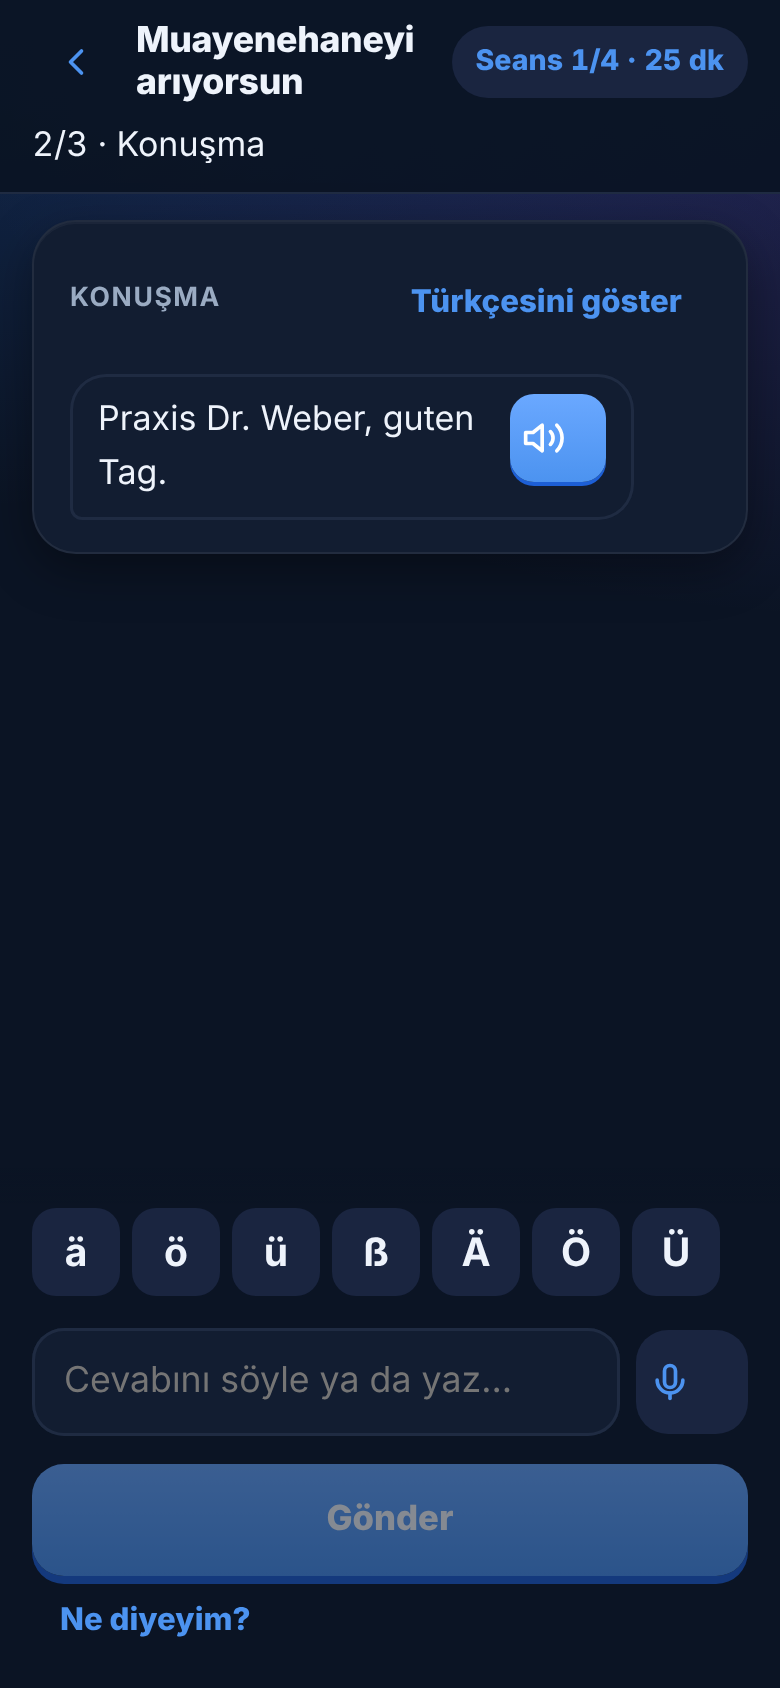 Muayenehaneyi
arıyorsun
Seans 1/4 · 25 dk
2/3 · Konuşma
KONUŞMA
Türkçesini göster
Praxis Dr. Weber, guten
Tag.
ä ö ü ß Ä Ö Ü
Cevabını söyle ya da yaz...
Gönder
Ne diyeyim?